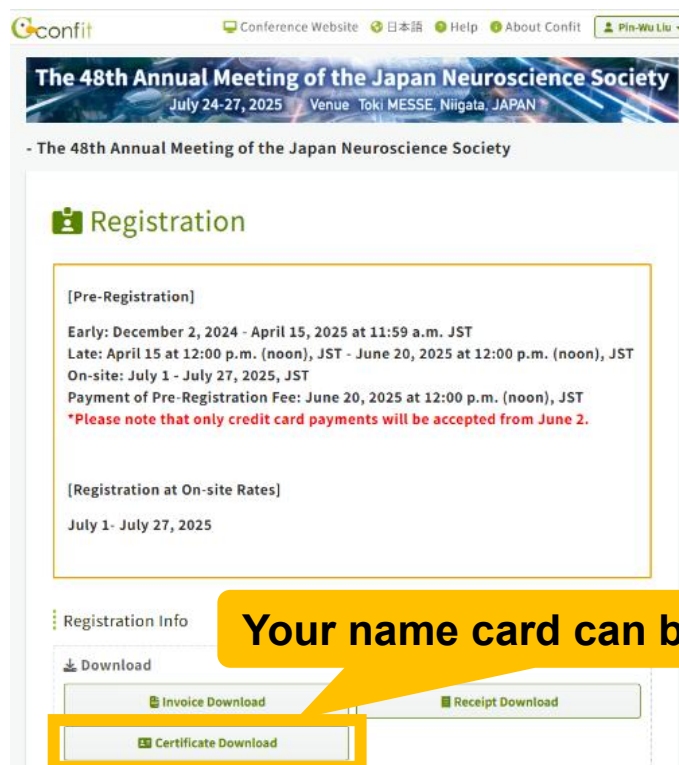 confit
Conference Website 日本語 Help About Confit Pin-Wu Liu
The 48th Annual Meeting of the Japan Neuroscience Society
July 24-27, 2025 Venue Toki MESSE, Niigata, JAPAN
- The 48th Annual Meeting of the Japan Neuroscience Society
Registration
[Pre-Registration]
Early: December 2, 2024 - April 15, 2025 at 11:59 a.m. JST
Late: April 15 at 12:00 p.m. (noon), JST - June 20, 2025 at 12:00 p.m. (noon), JST
On-site: July 1 - July 27, 2025, JST
Payment of Pre-Registration Fee: June 20, 2025 at 12:00 p.m. (noon), JST
*Please note that only credit card payments will be accepted from June 2.
[Registration at On-site Rates]
July 1- July 27, 2025
Registration Info
Your name card can b
Download
Invoice Download Receipt Download
Certificate Download